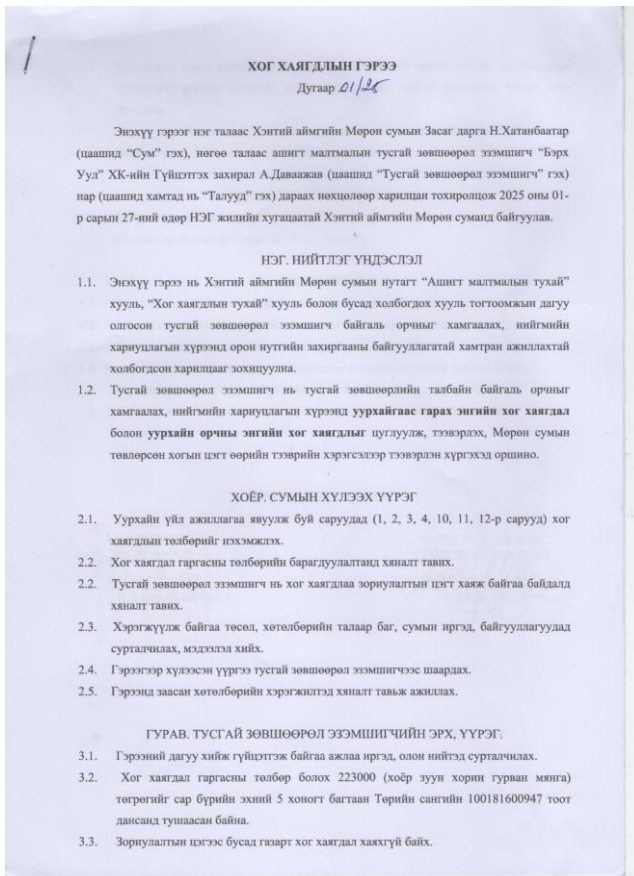 ХОГ ХАЯГДЛЫН ГЭРЭЭ
Дугаар 01/25
Энэхүү гэрээг нэг талаас Хэнтий аймгийн Мөрөн сумын Засаг дарга Н.Хатанбаатар
(цаашид “Сум” гэх), нөгөө талаас ашигт малтмалын тусгай зөвшөөрөл эзэмшигч “Бэрх
Уул” ХК-ийн Гүйцэтгэх захирал А.Даваажав (цаашид “Тусгай зөвшөөрөл эзэмшигч” гэх)
нар (цаашид хамтад нь “Талууд” гэх) дараах нөхцөлөөр харилцан тохиролцож 2025 оны 01-
р сарын 27-ний өдөр НЭГ жилийн хугацаатай Хэнтий аймгийн Мөрөн суманд байгуулав.
НЭГ. НИЙТЛЭГ ҮНДЭСЛЭЛ
1.1. Энэхүү гэрээ нь Хэнтий аймгийн Мөрөн сумын нутагт “Ашигт малтмалын тухай”
хууль, “Хог хаягдлын тухай” хууль болон бусад холбогдох хууль тогтоомжын дагуу
олгосон тусгай зөвшөөрөл эзэмшигч байгаль орчныг хамгаалах, нийгмийн
хариуцлагын хүрээнд орон нутгийн захиргааны байгууллагатай хамтран ажиллахтай
холбогдсон харилцааг зохицуулна.
1.2. Тусгай зөвшөөрөл эзэмшигч нь тусгай зөвшөөрлийн талбайн байгаль орчныг
хамгаалах, нийгмийн хариуцлагын хүрээнд уурхайгаас гарах энгийн хог хаягдал
болон уурхайн орчны энгийн хог хаягдлыг цуглуулж, тээвэрлэх, Мөрөн сумын
төвлөрсөн хогын цэгт өөрийн тээврийн хэрэгсэлээр тээвэрлэн хүргэхэд оршино.
ХОЁР. СУМЫН ХҮЛЭЭХ ҮҮРЭГ
2.1. Уурхайн үйл ажиллагаа явуулж буй саруудад (1, 2, 3, 4, 10, 11, 12-р сарууд) хог
хаягдлын төлбөрийг нэхэмжлэх.
2.2. Хог хаягдал гаргасны төлбөрийн барагдуулалтанд хяналт тавих.
2.2. Тусгай зөвшөөрөл эзэмшигч нь хог хаягдлаа зориулалтын цэгт хаяж байгаа байдалд
хяналт тавих.
2.3. Хэрэгжүүлж байгаа төсөл, хөтөлбөрийн талаар баг, сумын иргэд, байгууллагуудад
сурталчилах, мэдээлэл хийх.
2.4. Гэрээгээр хүлээсэн үүргээ тусгай зөвшөөрөл эзэмшигчээс шаардах.
2.5. Гэрээнд заасан хөтөлбөрийн хэрэгжилтэд хяналт тавьж ажиллах.
ГУРАВ. ТУСГАЙ ЗӨВШӨӨРӨЛ ЭЗЭМШИГЧИЙН ЭРХ, ҮҮРЭГ.
3.1. Гэрээний дагуу хийж гүйцэтгэж байгаа ажлаа иргэд, олон нийтэд сурталчилах.
3.2. Хог хаягдал гаргасны төлбөр болох 223000 (хоёр зуун хорин гурван мянга)
төгрөгийг сар бүрийн эхний 5 хоногт багтаан Төрийн сангийн 100181600947 тоот
дансанд тушаасан байна.
3.3. Зориулалтын цэгээс бусад газарт хог хаягдал хаяхгүй байх.